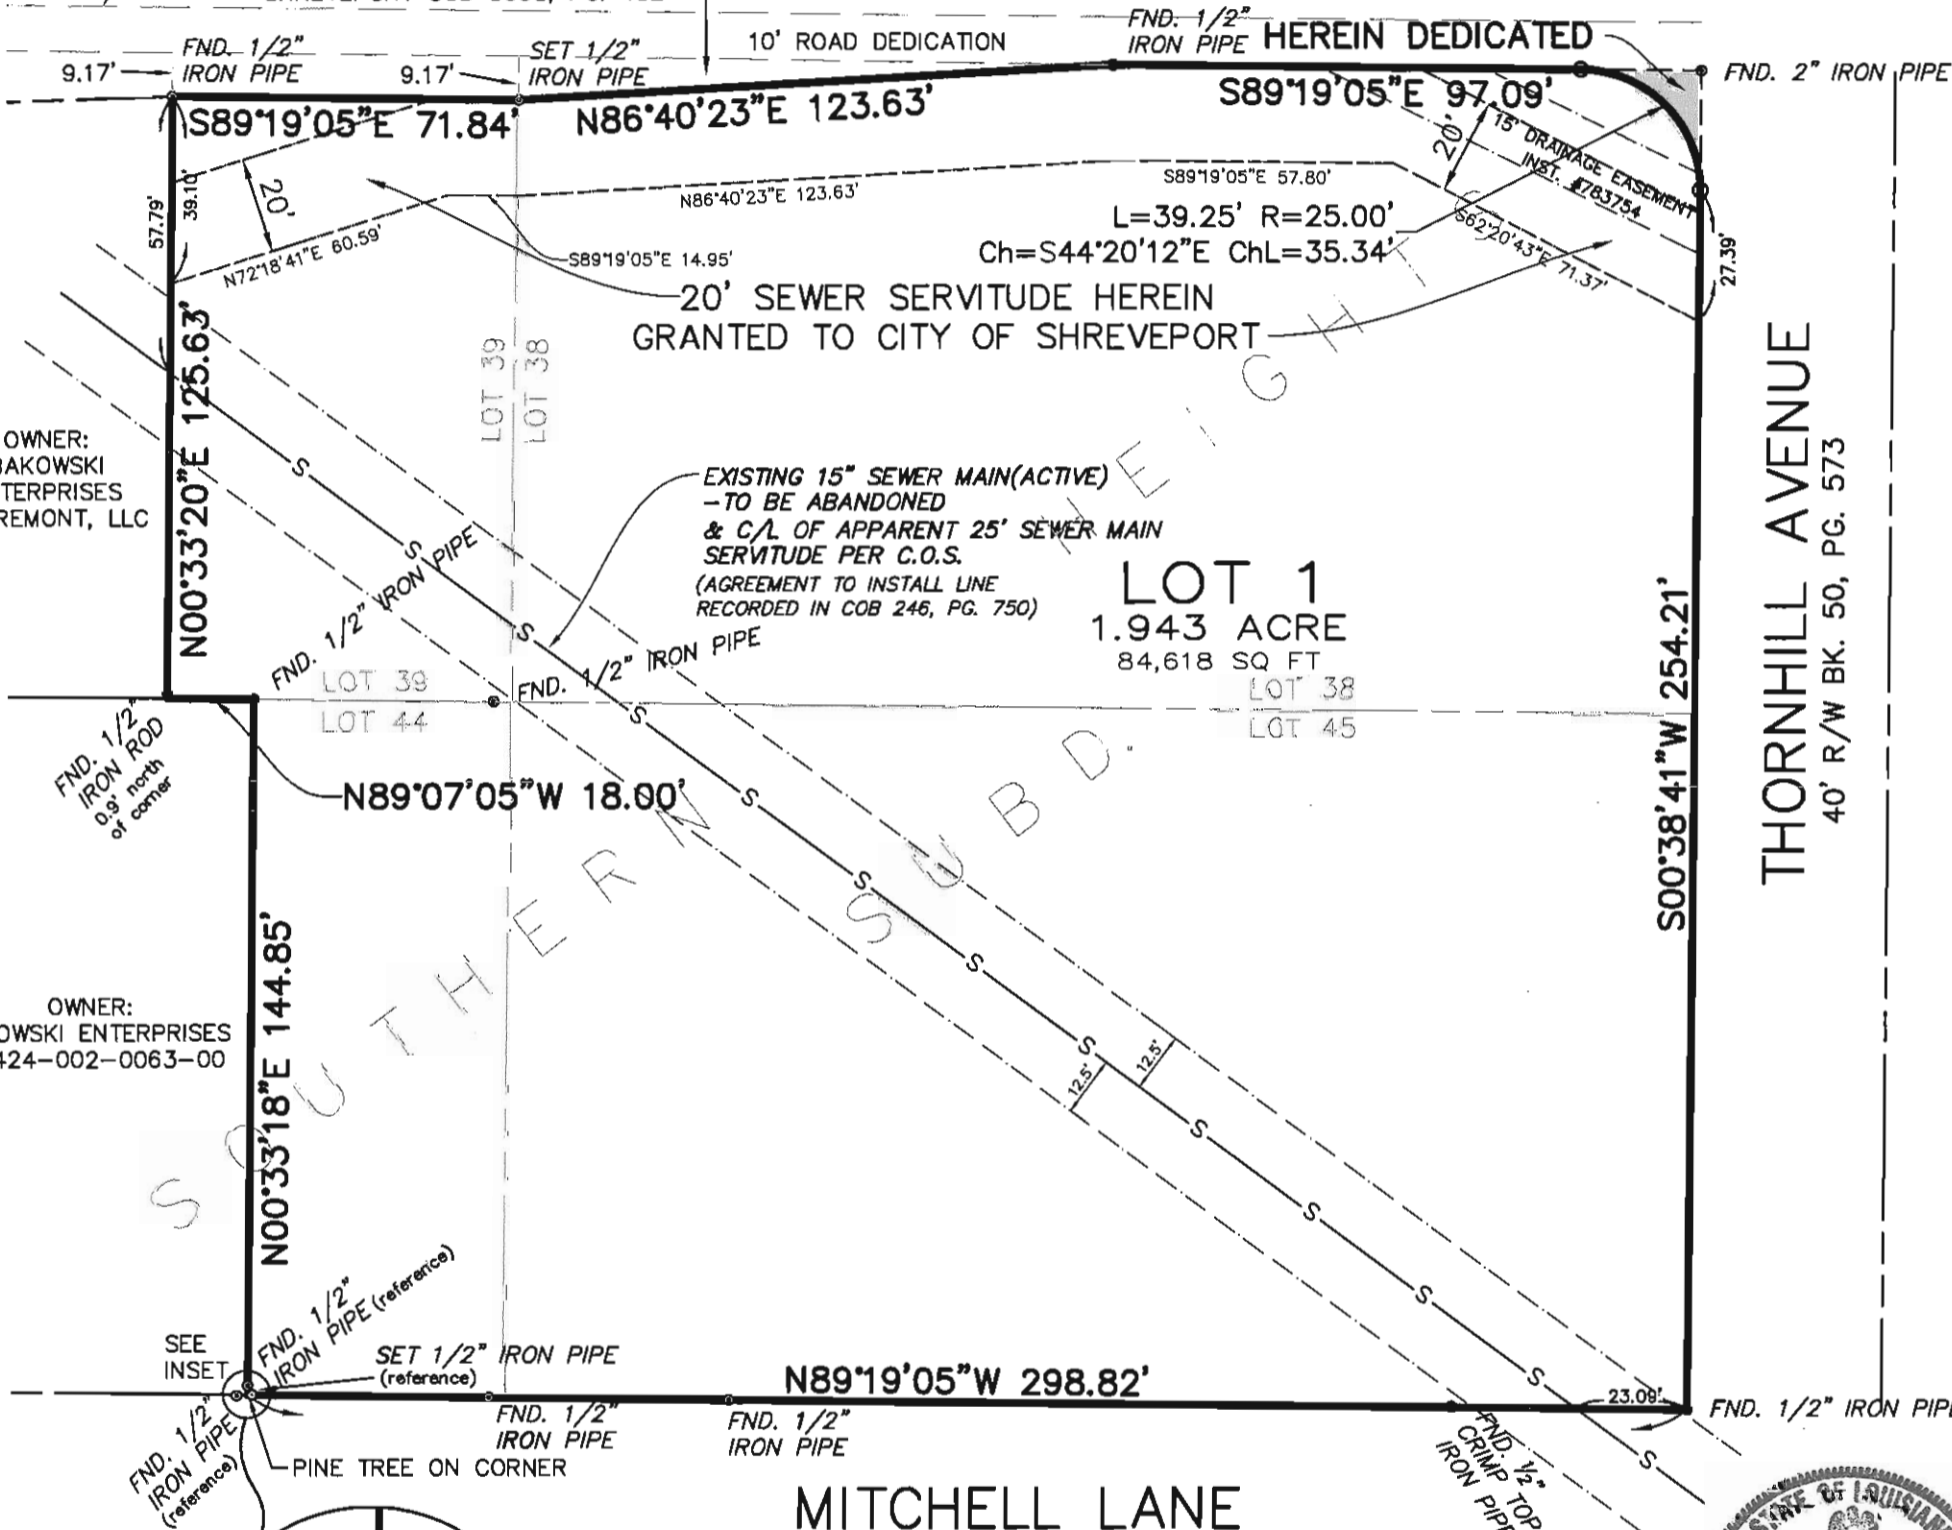 FND. 1/2"
IRON PIPE
SET 1/2"
IRON PIPE
10' ROAD DEDICATION
FND. 1/2"
IRON PIPE
HEREIN DEDICATED
9.17'
9.17'
FND. 2" IRON PIPE
S89°19'05"E 71.84'
N86°40'23"E 123.63'
S89°19'05"E 97.09'
57.79'
39.10'
20'
20'
15' DRAINAGE EASEMENT
INST. #783754
N72°18'41"E 60.59'
N86°40'23"E 123.63'
S89°19'05"E 57.80'
S89°19'05"E 14.95'
L=39.25' R=25.00'
Ch=S44°20'12"E ChL=35.34'
S62°20'43"E 71.37'
27.39'
20' SEWER SERVITUDE HEREIN
GRANTED TO CITY OF SHREVEPORT
LOT 39
LOT 38
N00°33'20"E 125.63'
OWNER:
BAKOWSKI
TERPRISES
REMONT, LLC
EXISTING 15" SEWER MAIN(ACTIVE)
-TO BE ABANDONED
& C/L OF APPARENT 25' SEWER MAIN
SERVITUDE PER C.O.S.
(AGREEMENT TO INSTALL LINE
RECORDED IN COB 246, PG. 750)
LOT 1
1.943 ACRE
84,618 SQ FT
THORNHILL AVENUE
40' R/W BK. 50, PG. 573
S00°38'41"W 254.21'
FND. 1/2" IRON PIPE
FND. 1/2" IRON PIPE
LOT 39
LOT 44
LOT 38
LOT 45
FND. 1/2"
IRON ROD
0.9' north
of corner
N89°07'05"W 18.00'
SOUTHERN HEIGH
SUBD.
N00°33'18"E 144.85'
OWNER:
OWSKI ENTERPRISES
424-002-0063-00
S
S
S
S
S
S
S
S
S
S
S
S
S
12.5'
12.5'
SEE
INSET
FND. 1/2"
IRON PIPE (reference)
SET 1/2" IRON PIPE
(reference)
N89°19'05"W 298.82'
23.09'
FND. 1/2" IRON PIPE
FND. 1/2"
IRON PIPE
(reference)
FND. 1/2"
IRON PIPE
FND. 1/2"
IRON PIPE
FND. ½"
CRIMP TOP
IRON PIPE
PINE TREE ON CORNER
MITCHELL LANE
STATE OF LOUISIANA